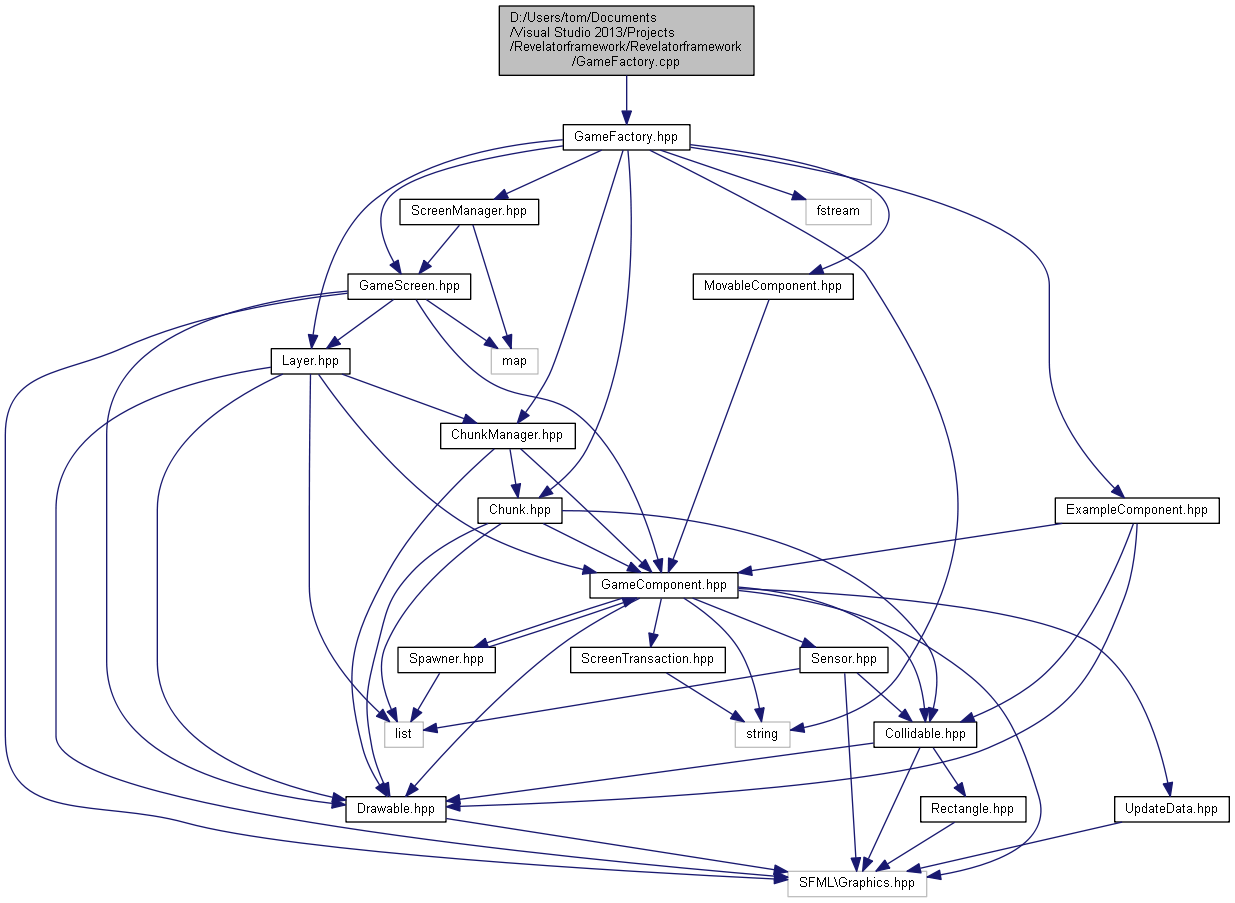 D:/Users/tom/Documents
/Visual Studio 2013/Projects
/Revelatorframework/Revelatorframework
/GameFactory.cpp
GameFactory.hpp
ScreenManager.hpp
fstream
GameScreen.hpp
MovableComponent.hpp
Layer.hpp
map
ChunkManager.hpp
Chunk.hpp
ExampleComponent.hpp
GameComponent.hpp
Spawner.hpp
ScreenTransaction.hpp
Sensor.hpp
list
string
Collidable.hpp
Drawable.hpp
Rectangle.hpp
UpdateData.hpp
SFML\Graphics.hpp